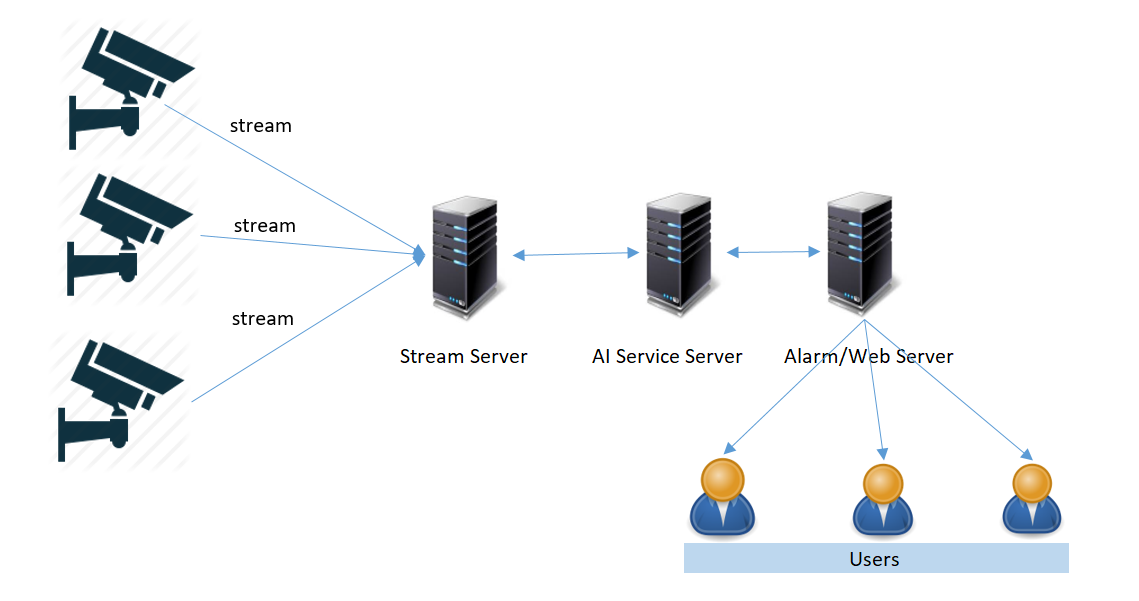 stream
stream
stream
Stream Server
AI Service Server
Alarm/Web Server
Users